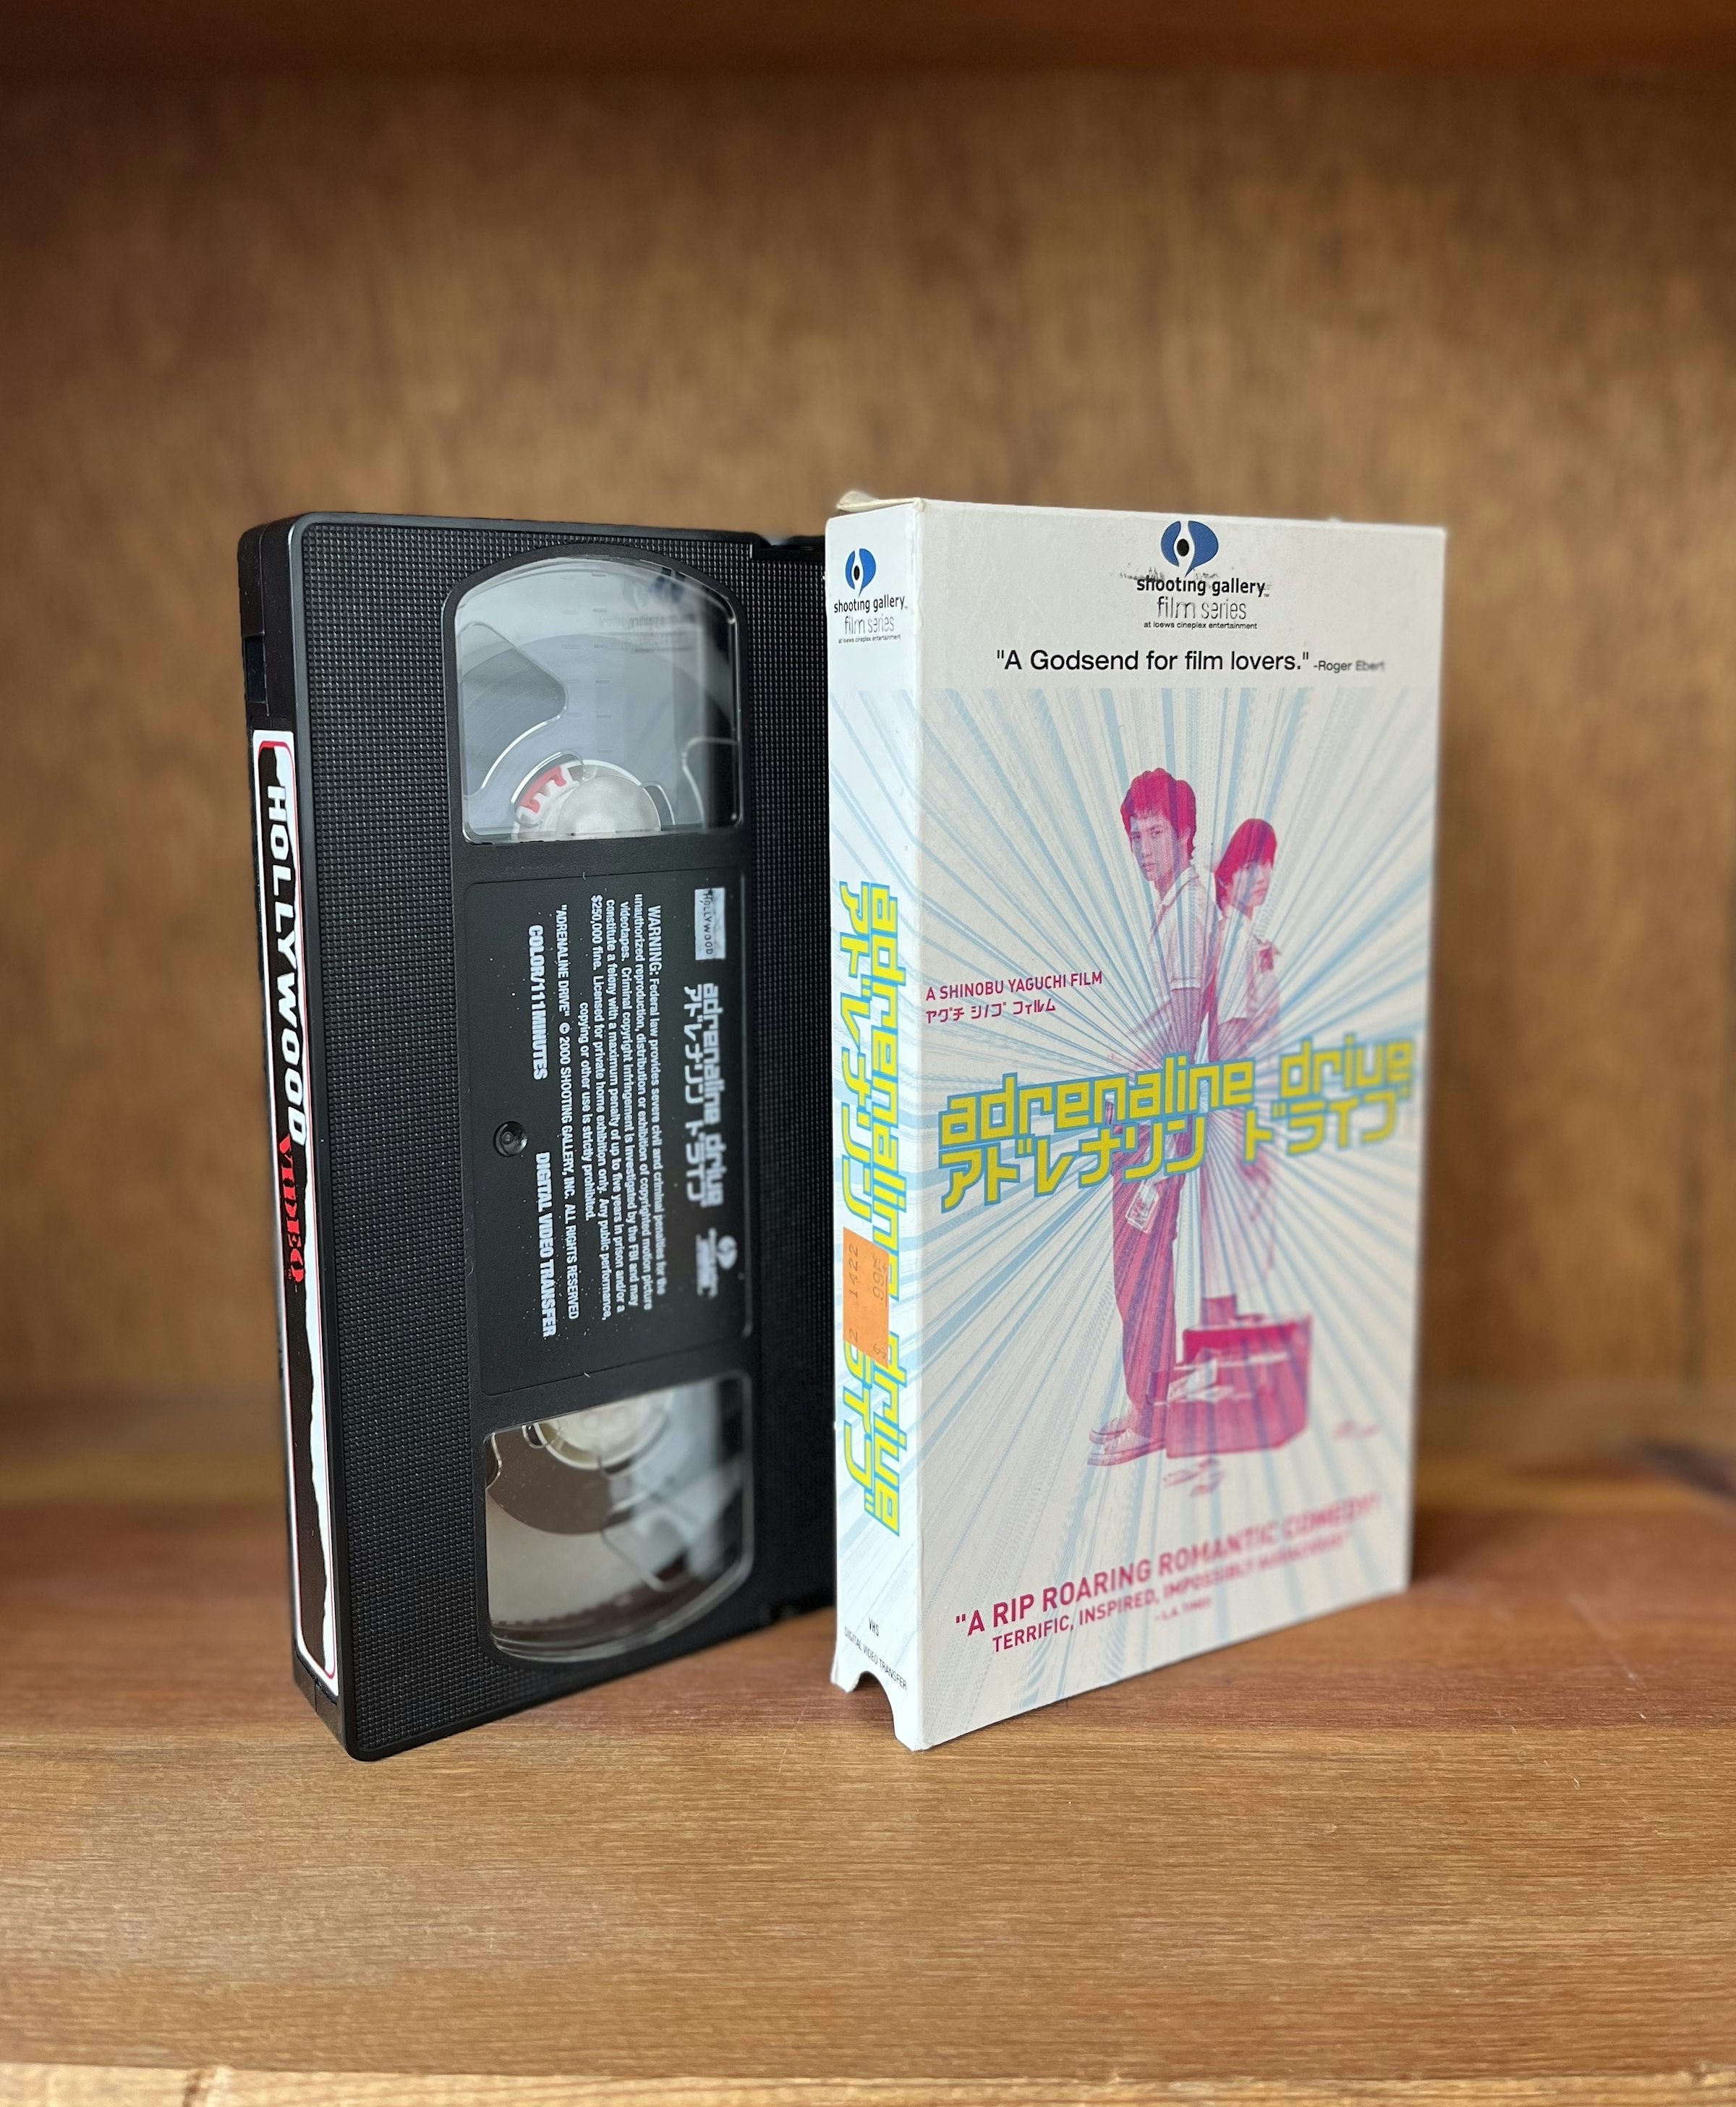 HOLLYWOOD VIDEO
HOLLYWOOD
adrenaline drive
アドレナリン ドライブ
WARNING: Federal law provides severe civil and criminal penalties for the
unauthorized reproduction, distribution or exhibition of copyrighted motion picture
videotapes. Criminal copyright infringement is investigated by the FBI and may
constitute a felony with a maximum penalty of up to five years in prison and/or a
$250,000 fine. Licensed for private home exhibition only. Any public performance,
copying or other use is strictly prohibited.
"ADRENALINE DRIVE" © 2000 SHOOTING GALLERY, INC. ALL RIGHTS RESERVED
COLOR/111 MINUTES DIGITAL VIDEO TRANSFER
shooting gallery™
film series
at loews cineplex entertainment
adrenaline drive
アドレナリン ライブ
2 1422
VHS
DIGITAL VIDEO TRANSFER
shooting gallery™
film series
at loews cineplex entertainment
"A Godsend for film lovers." -Roger Ebert
A SHINOBU YAGUCHI FILM
ヤグチ シノブ フィルム
adrenaline drive
アドレナリン ドライブ
"A RIP ROARING ROMANTIC COMEDY!
TERRIFIC, INSPIRED, IMPOSSIBLY
- L.A. TIMES